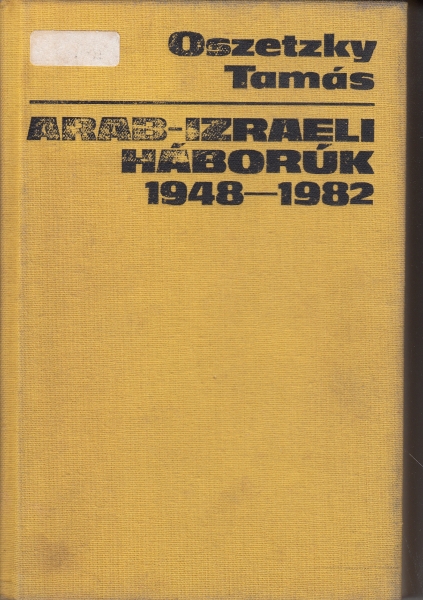 Oszetzky
Tamás
ARAB-IZRAELI
HÁBORÚK
1948—1982